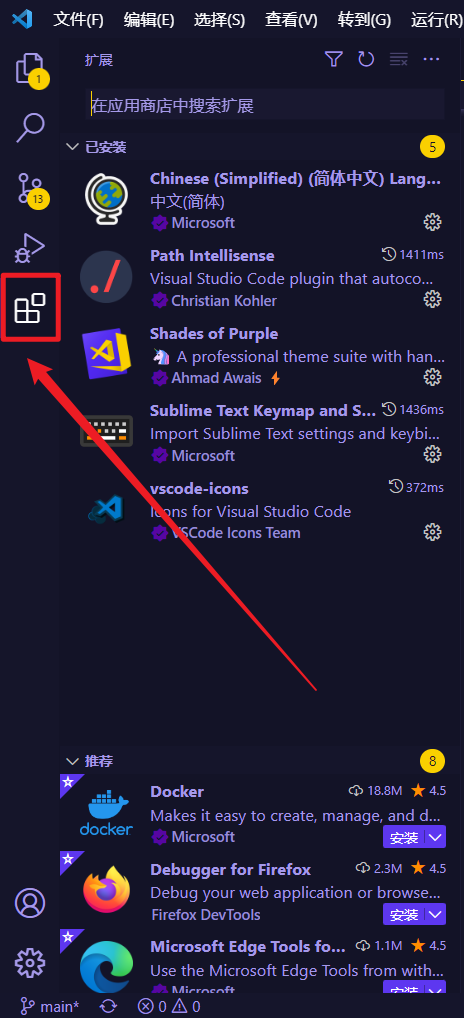 文件(F) 编辑(E) 选择(S) 查看(V) 转到(G) 运行(R)
扩展
1
在应用商店中搜索扩展
已安装 5
Chinese (Simplified) (简体中文) Lang...
中文(简体)
Microsoft
13
Path Intellisense 1411ms
Visual Studio Code plugin that autoco...
Christian Kohler
Shades of Purple
🦄 A professional theme suite with han...
Ahmad Awais
Sublime Text Keymap and S... 1436ms
Import Sublime Text settings and keybi...
Microsoft
vscode-icons 372ms
Icons for Visual Studio Code
VSCode Icons Team
推荐 8
Docker 18.8M 4.5
Makes it easy to create, manage, and d...
docker
Microsoft 安装
Debugger for Firefox 2.3M 4.5
Debug your web application or browse...
Firefox DevTools 安装
Microsoft Edge Tools fo... 1.1M 4.5
Use the Microsoft Edge Tools from with...
Microsoft 安装
main* 0 0